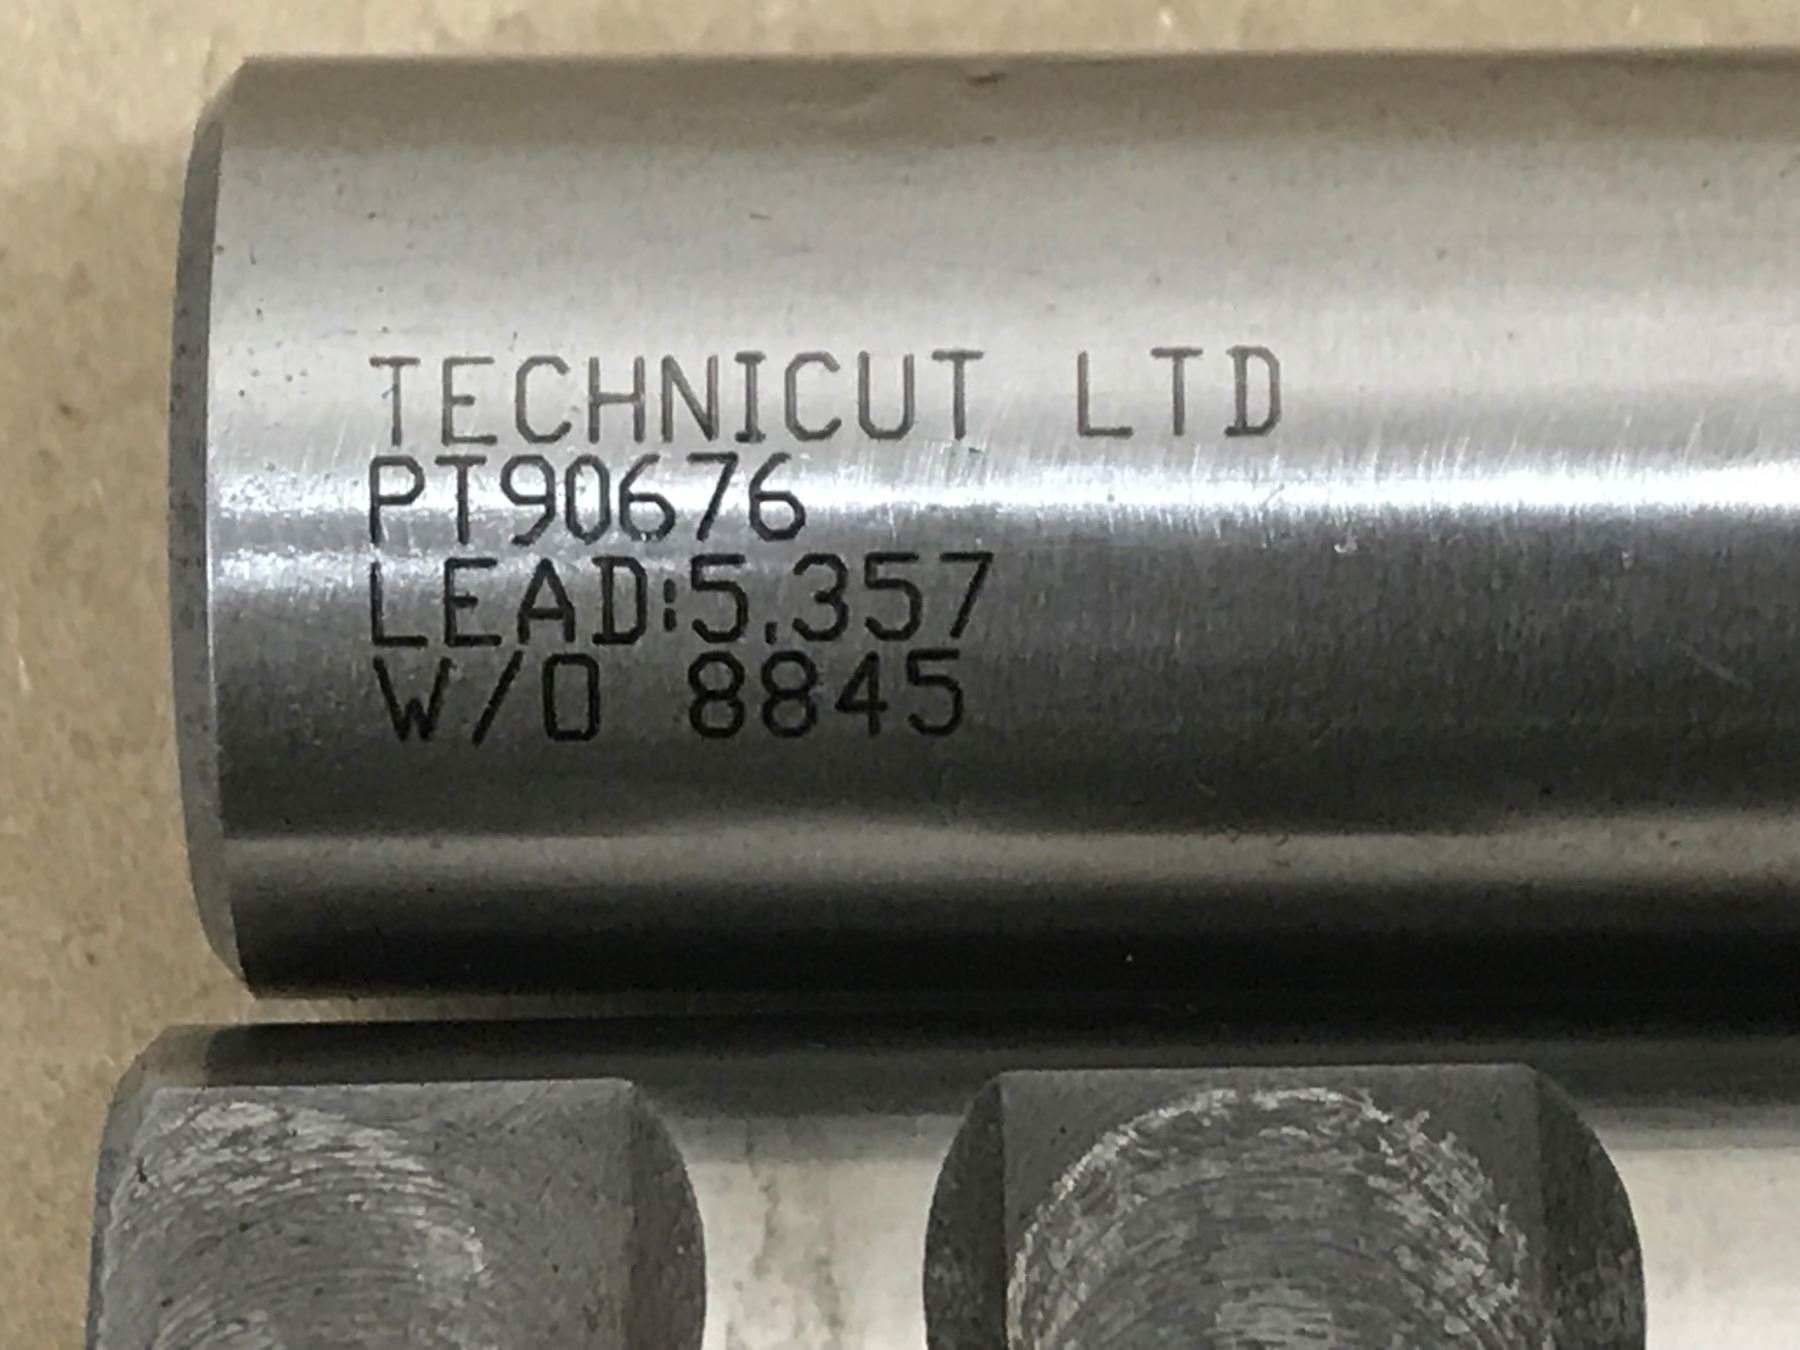 TECHNICUT LTD
PT90676
LEAD:5.357
W/O 8845